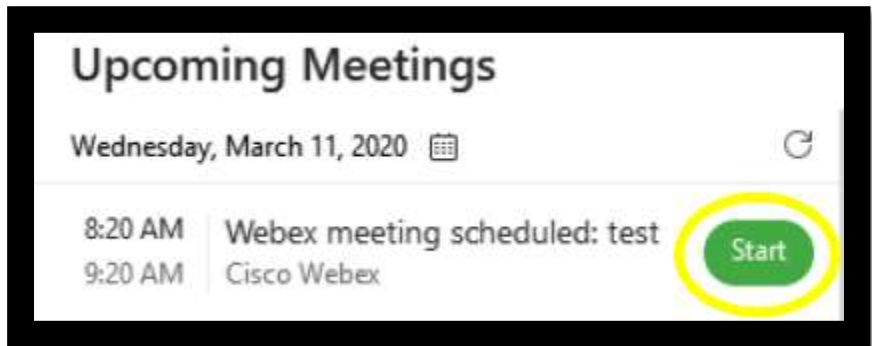 Upcoming Meetings
Wednesday, March 11, 2020
8:20 AM Webex meeting scheduled: test
Start
9:20 AM Cisco Webex